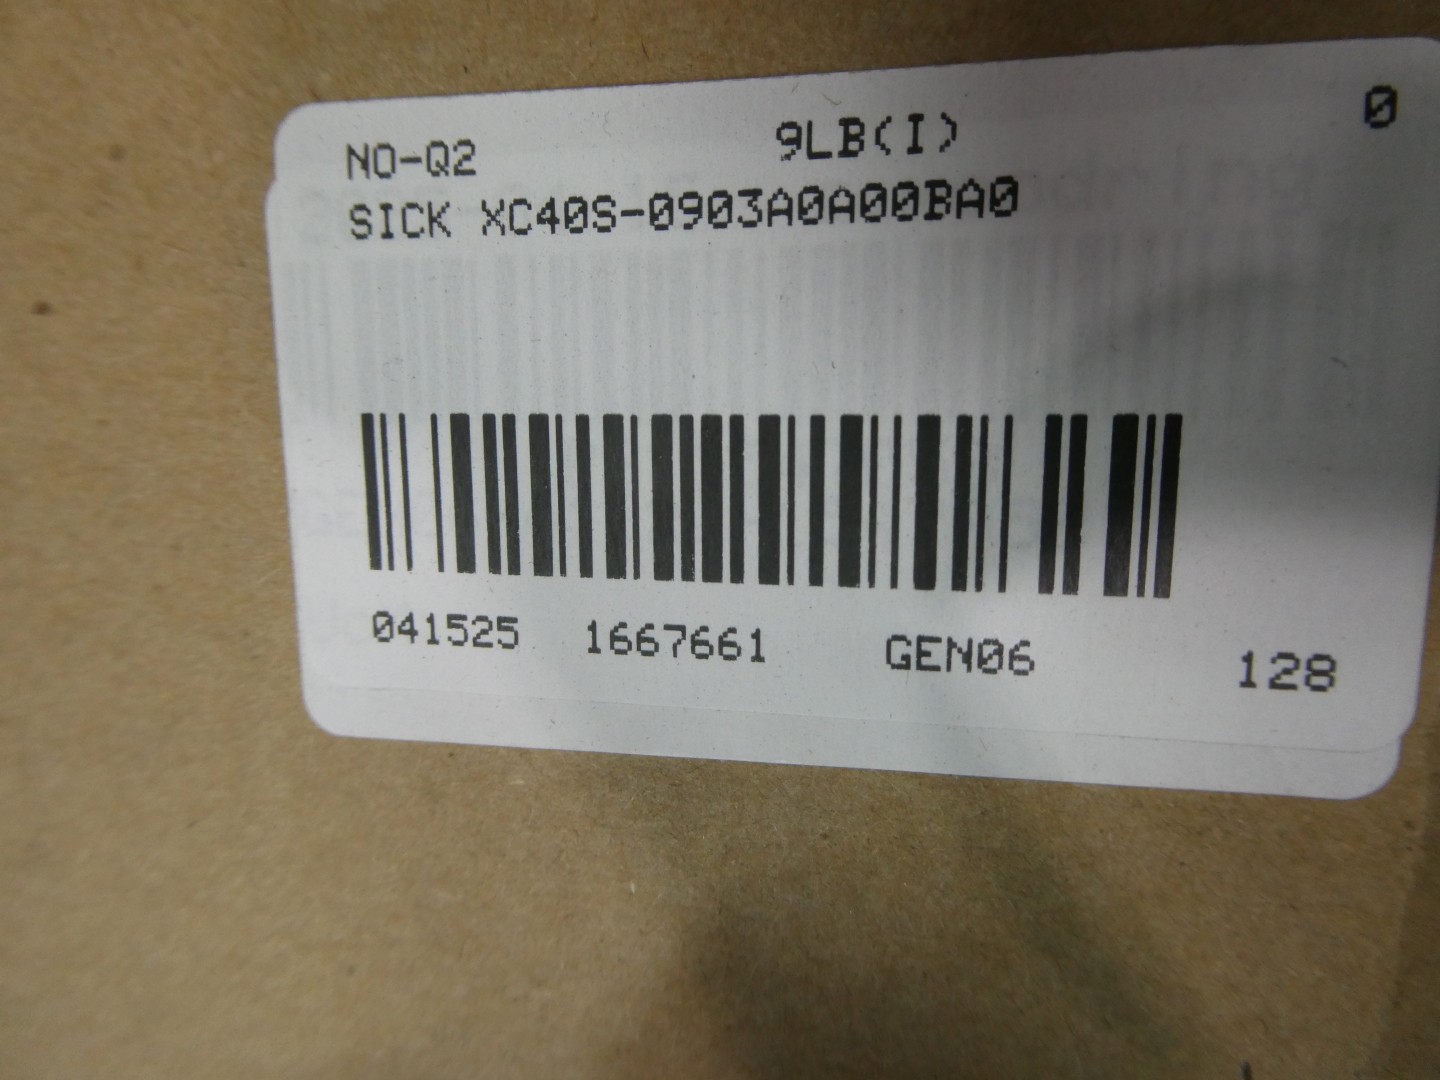 NO-Q2 9LB(I) 0
SICK XC40S-0903A0A00BA0
041525 1667661 GEN06 128